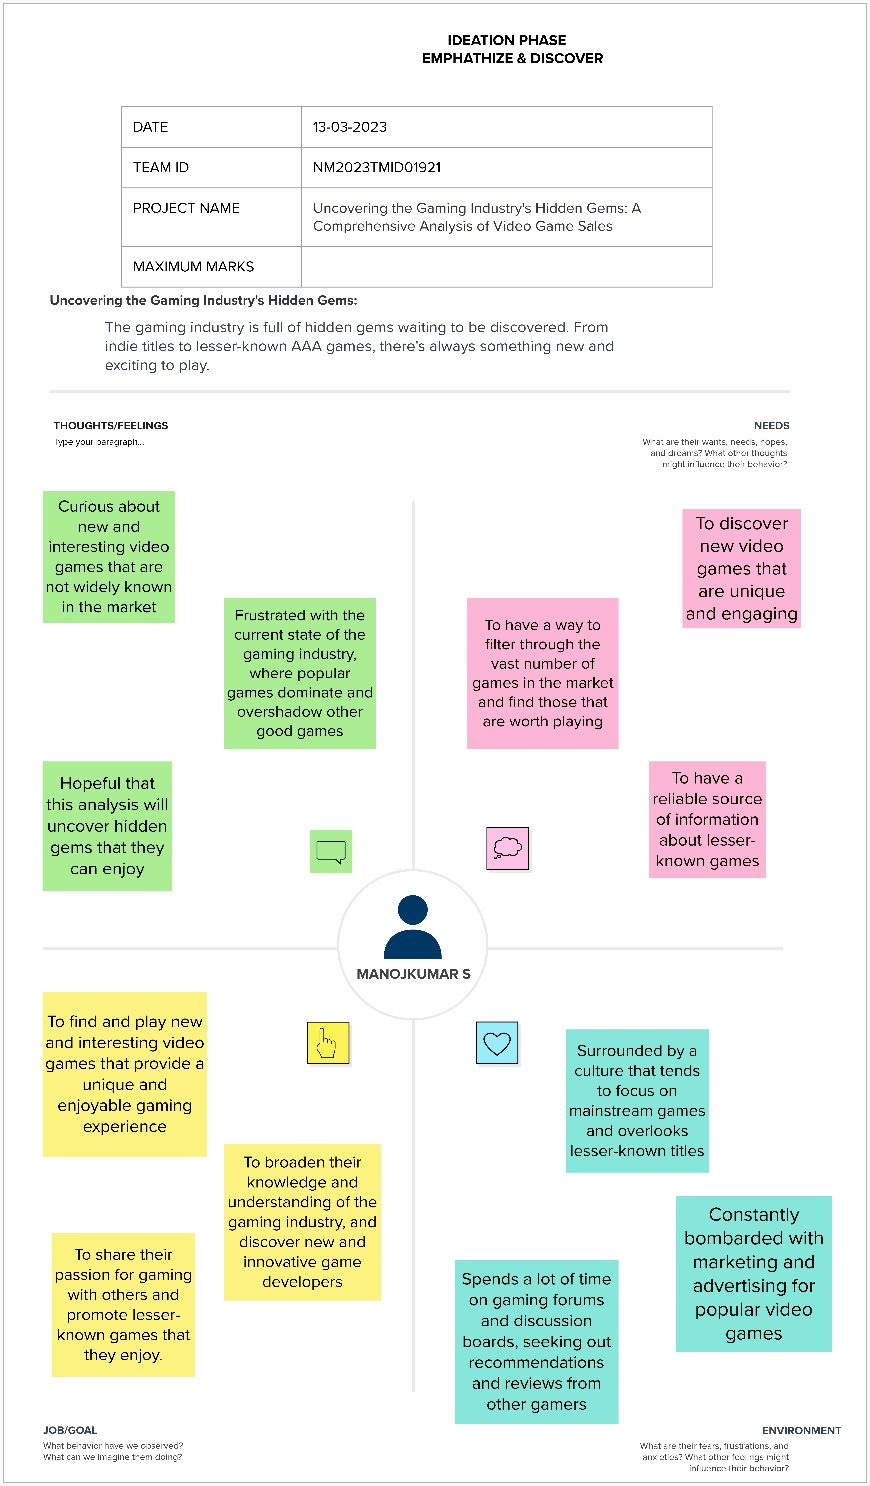 IDEATION PHASE
EMPHATHIZE & DISCOVER
DATE
13-03-2023
TEAM ID
NM2023TMID01921
PROJECT NAME
Uncovering the Gaming Industry's Hidden Gems: A
Comprehensive Analysis of Video Game Sales
MAXIMUM MARKS
Uncovering the Gaming Industry's Hidden Gems:
The gaming industry is full of hidden gems waiting to be discovered. From
indie titles to lesser-known AAA games, there's always something new and
exciting to play.
THOUGHTS/FEELINGS
Type your paragraph...
NEEDS
What are their wants, needs, hopes,
and dreams? What other thoughts
might influence their behavior?
Curious about
new and
interesting video
games that are
not widely known
in the market
Frustrated with the
current state of the
gaming industry,
where popular
games dominate and
overshadow other
good games
Hopeful that
this analysis will
uncover hidden
gems that they
can enjoy
To discover
new video
games that
are unique
and engaging
To have a way to
filter through the
vast number of
games in the market
and find those that
are worth playing
To have a
reliable source
of information
about lesser-
known games
MANOJKUMAR S
To find and play new
and interesting video
games that provide a
unique and
enjoyable gaming
experience
To broaden their
knowledge and
understanding of the
gaming industry, and
discover new and
innovative game
developers
To share their
passion for gaming
with others and
promote lesser-
known games that
they enjoy.
Surrounded by a
culture that tends
to focus on
mainstream games
and overlooks
lesser-known titles
Constantly
bombarded with
marketing and
advertising for
popular video
games
Spends a lot of time
on gaming forums
and discussion
boards, seeking out
recommendations
and reviews from
other gamers
JOB/GOAL
What behavior have we observed?
What can we imagine them doing?
ENVIRONMENT
What are their fears, frustrations, and
anxieties? What other feelings might
influence their behavior?